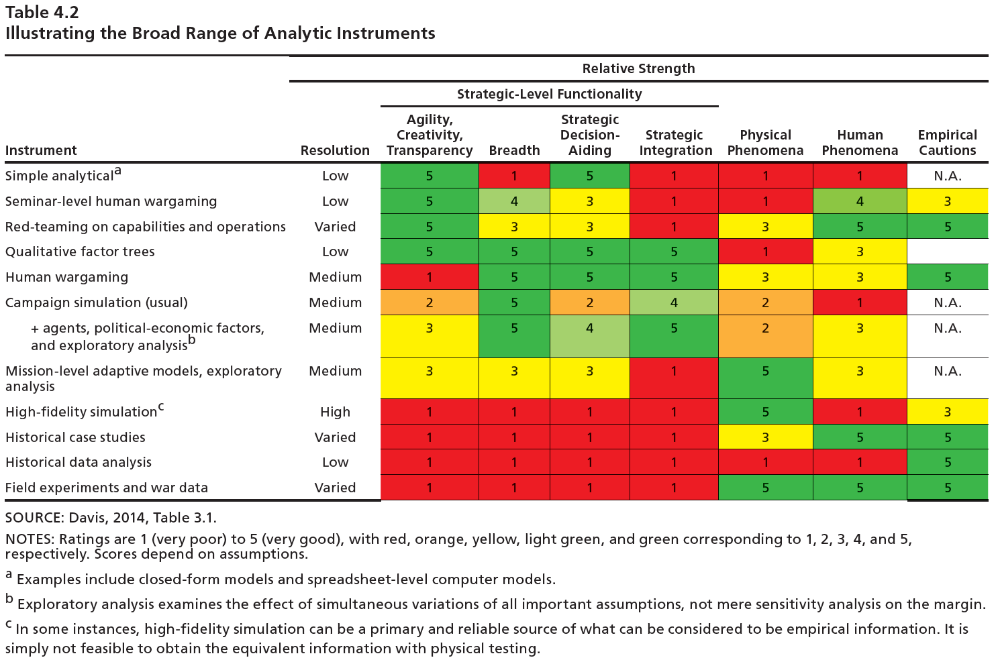 Table 4.2
Illustrating the Broad Range of Analytic Instruments
Relative Strength
Strategic-Level Functionality
Instrument Resolution Agility, Creativity, Transparency Breadth Strategic Decision-Aiding Strategic Integration Physical Phenomena Human Phenomena Empirical Cautions
Simple analytical a Low 5 1 5 1 1 1 N.A.
Seminar-level human wargaming Low 5 4 3 1 1 4 3
Red-teaming on capabilities and operations Varied 5 3 3 1 3 5 5
Qualitative factor trees Low 5 5 5 5 1 3
Human wargaming Medium 1 5 5 5 3 3 5
Campaign simulation (usual) Medium 2 5 2 4 2 1 N.A.
+ agents, political-economic factors, Medium 3 5 4 5 2 3 N.A.
and exploratory analysis b
Mission-level adaptive models, exploratory Medium 3 3 3 1 5 3 N.A.
analysis
High-fidelity simulation c High 1 1 1 1 5 1 3
Historical case studies Varied 1 1 1 1 3 5 5
Historical data analysis Low 1 1 1 1 1 1 5
Field experiments and war data Varied 1 1 1 1 5 5 5
SOURCE: Davis, 2014, Table 3.1.
NOTES: Ratings are 1 (very poor) to 5 (very good), with red, orange, yellow, light green, and green corresponding to 1, 2, 3, 4, and 5,
respectively. Scores depend on assumptions.
a Examples include closed-form models and spreadsheet-level computer models.
b Exploratory analysis examines the effect of simultaneous variations of all important assumptions, not mere sensitivity analysis on the margin.
c In some instances, high-fidelity simulation can be a primary and reliable source of what can be considered to be empirical information. It is
simply not feasible to obtain the equivalent information with physical testing.